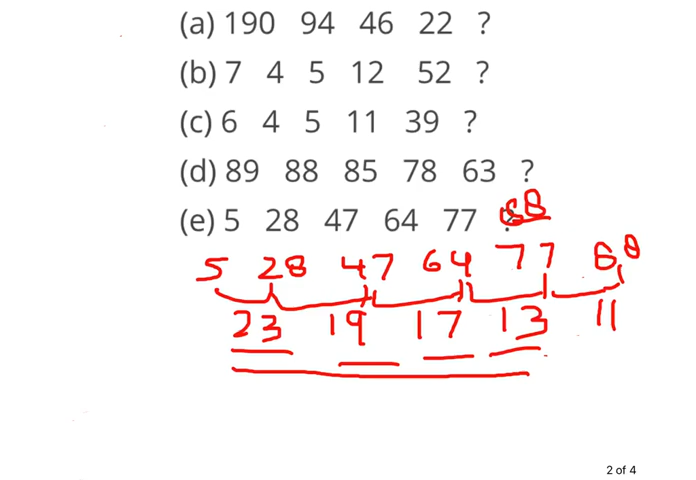 (a) 190 94 46 22 ?
(b) 7 4 5 12 52 ?
(c) 6 4 5 11 39 ?
(d) 89 88 85 78 63 ?
(e) 5 28 47 64 77 ? 88
5 28 47 64 77 88
23 19 17 13 11
2 of 4